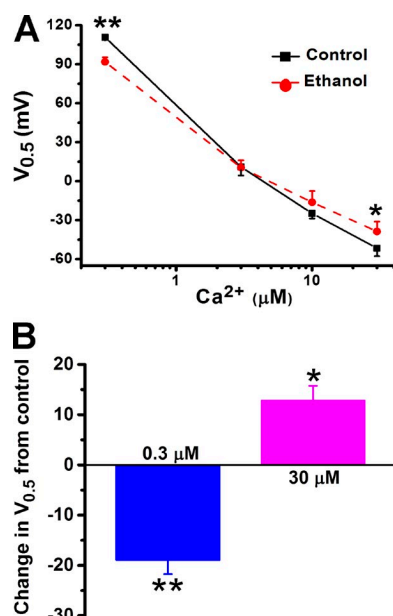 A
**
120
90
60
30
0
-30
-60
V0.5 (mV)
Control
Ethanol
*
1
10
Ca2+ (μM)
B
20
10
0
-10
-20
-30
Change in V0.5 from control
0.3 μM
**
*
30 μM